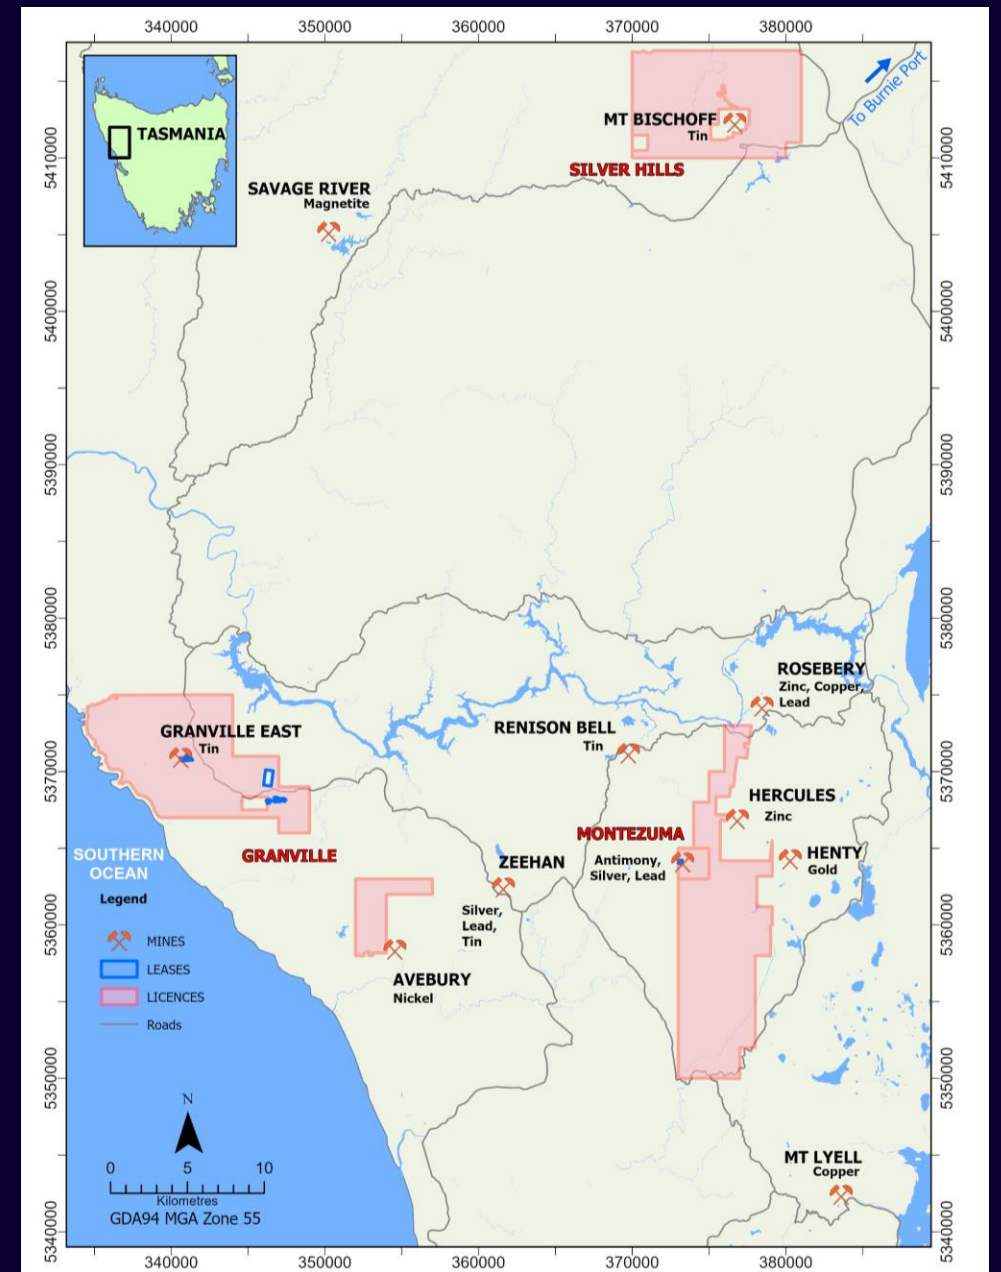 340000
350000
360000
370000
380000
5410000
5400000
5390000
5380000
5370000
5360000
5350000
5340000
5410000
5400000
5390000
5380000
5370000
5360000
5350000
5340000
TASMANIA
To Burnie Port
MT BISCHOFF
Tin
SILVER HILLS
SAVAGE RIVER
Magnetite
ROSEBERY
Zinc, Copper,
Lead
GRANVILLE EAST
Tin
RENISON BELL
Tin
HERCULES
Zinc
MONTEZUMA
Antimony,
Silver, Lead
HENTY
Gold
GRANVILLE
ZEEHAN
Silver,
Lead,
Tin
AVEBURY
Nickel
SOUTHERN
OCEAN
Legend
MINES
LEASES
LICENCES
Roads
N
0 5 10
Kilometres
GDA94 MGA Zone 55
MT LYELL
Copper
340000
350000
360000
370000
380000